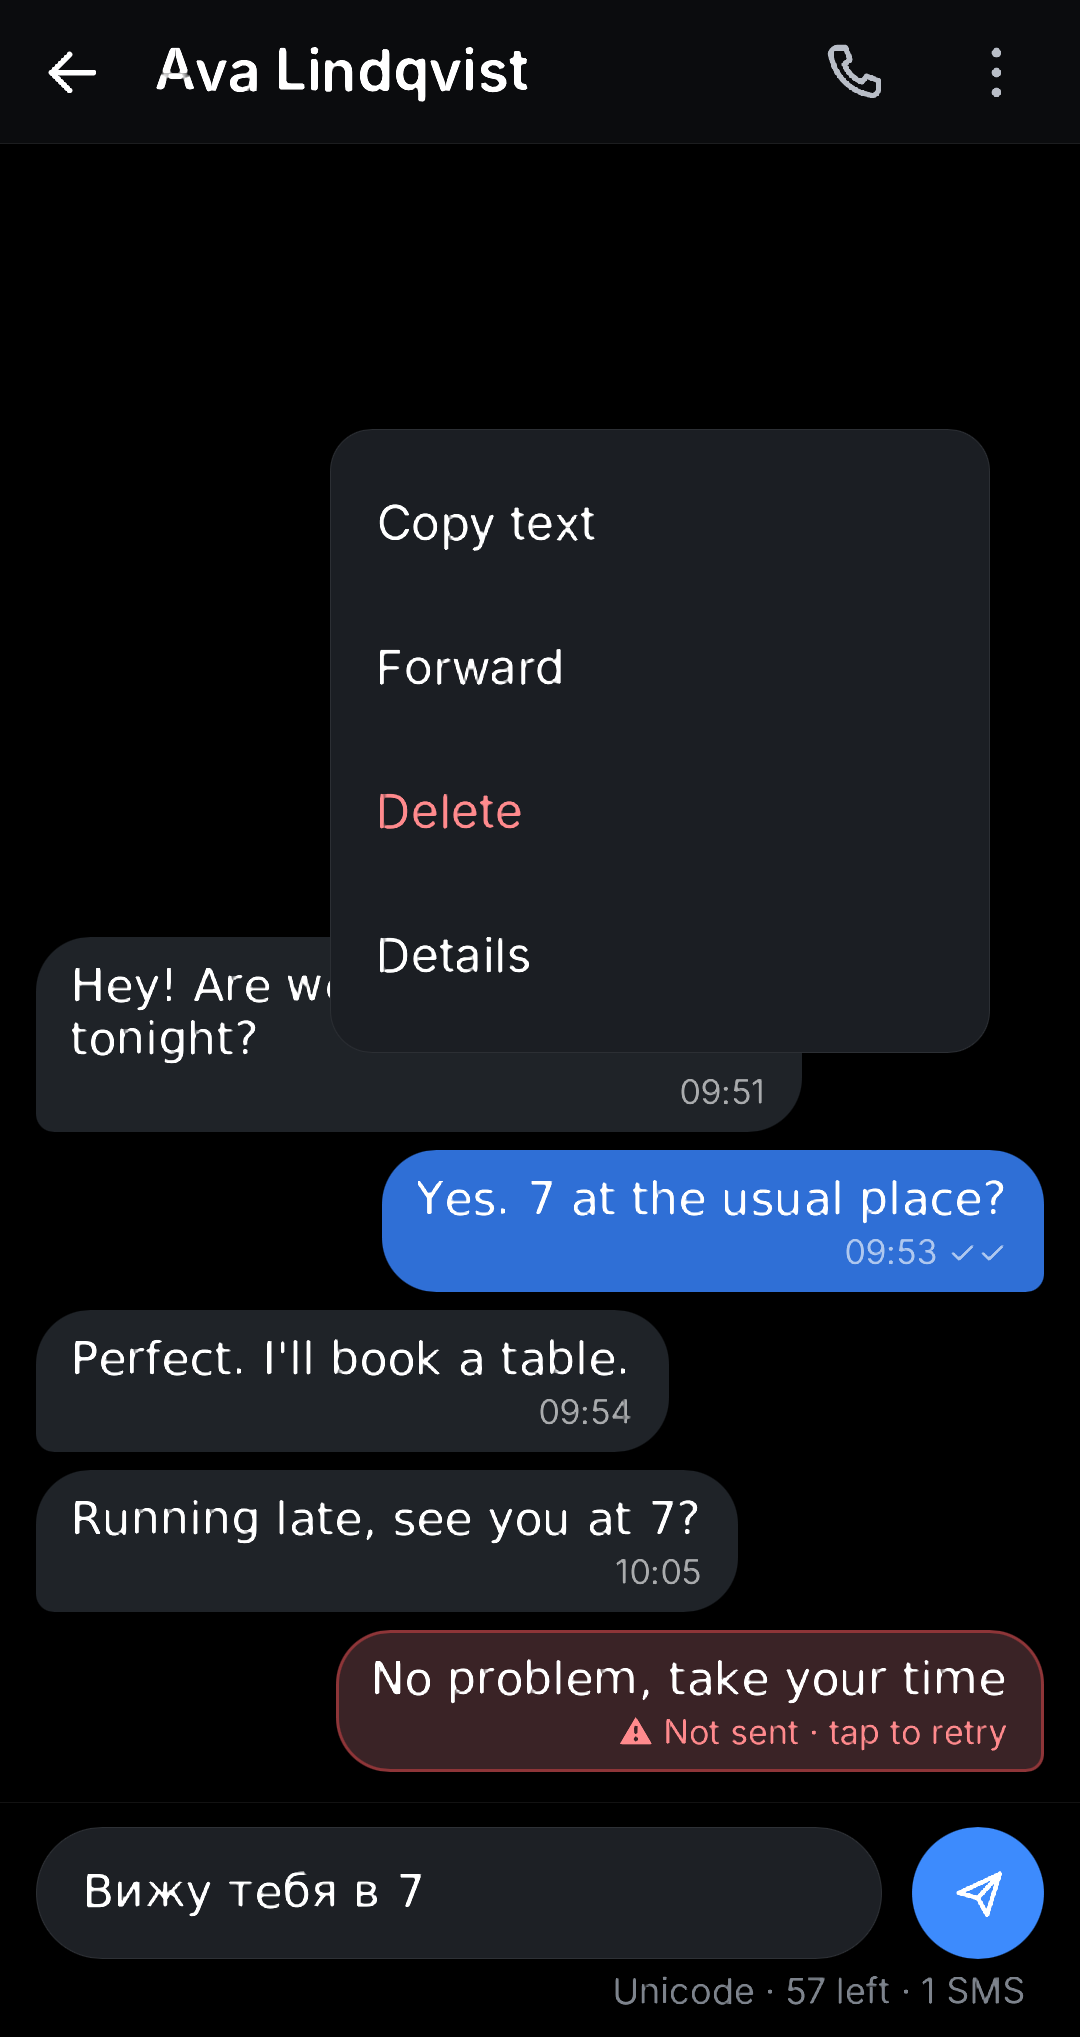 Ava Lindqvist
Copy text
Forward
Delete
Details
Hey! Are
tonight?
09:51
Yes. 7 at the usual place?
09:53
Perfect. I'll book a table.
09:54
Running late, see you at 7?
10:05
No problem, take your time
Not sent · tap to retry
Вижу тебя в 7
Unicode · 57 left · 1 SMS